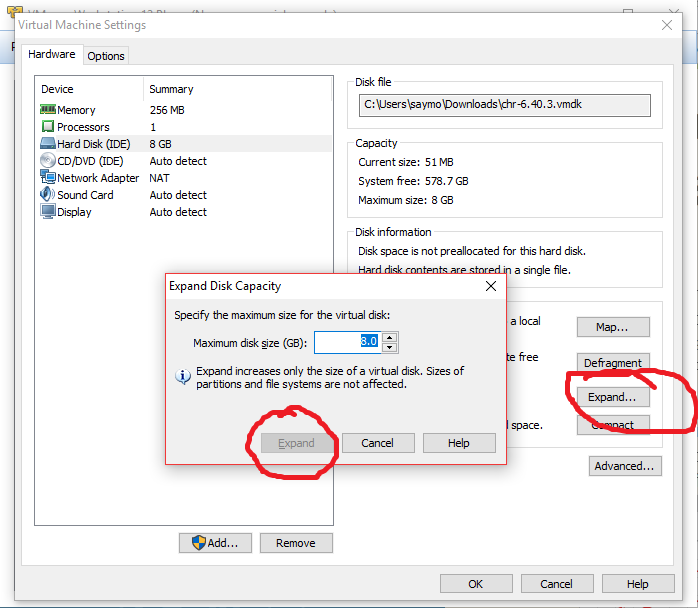 Virtual Machine Settings
Hardware
Options
Device
Summary
Memory
256 MB
Processors
1
Hard Disk (IDE)
8 GB
CD/DVD (IDE)
Auto detect
Network Adapter
NAT
Sound Card
Auto detect
Display
Auto detect
Disk file
C:\Users\saymo\Downloads\chr-6.40.3.vmdk
Capacity
Current size: 51 MB
System free: 578.7 GB
Maximum size: 8 GB
Disk information
Disk space is not preallocated for this hard disk.
Hard disk contents are stored in a single file.
Expand Disk Capacity
Specify the maximum size for the virtual disk:
Maximum disk size (GB):
8.0
Expand increases only the size of a virtual disk. Sizes of
partitions and file systems are not affected.
Expand
Cancel
Help
a local
Map...
free
Defragment
Expand...
space.
Compact
Advanced...
Add...
Remove
OK
Cancel
Help